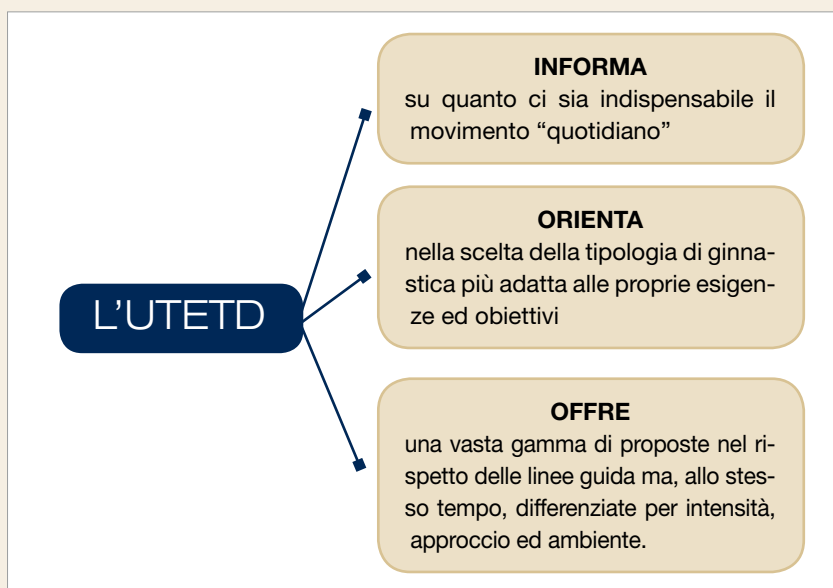 L’UTETD
INFORMA
su quanto ci sia indispensabile il
movimento “quotidiano”
ORIENTA
nella scelta della tipologia di ginna-
stica più adatta alle proprie esigen-
ze ed obiettivi
OFFRE
una vasta gamma di proposte nel ri-
spetto delle linee guida ma, allo stes-
so tempo, differenziate per intensità,
approccio ed ambiente.